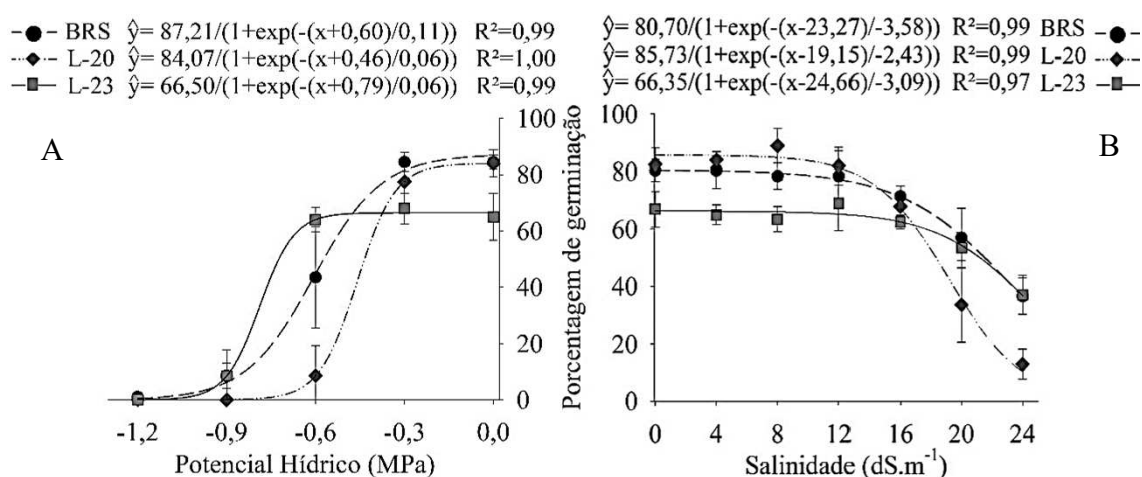 BRS ŷ= 87,21/(1+exp(-(x+0,60)/0,11)) R²=0,99
L-20 ŷ= 84,07/(1+exp(-(x+0,46)/0,06)) R²=1,00
L-23 ŷ= 66,50/(1+exp(-(x+0,79)/0,06)) R²=0,99
A
100
80
60
40
20
0
-1,2 -0,9 -0,6 -0,3 0,0
Potencial Hídrico (MPa)
Porcentagem de germinação
ŷ= 80,70/(1+exp(-(x-23,27)/-3,58)) R²=0,99 BRS
ŷ= 85,73/(1+exp(-(x-19,15)/-2,43)) R²=0,99 L-20
ŷ= 66,35/(1+exp(-(x-24,66)/-3,09)) R²=0,97 L-23
B
100
80
60
40
20
0
0 4 8 12 16 20 24
Salinidade (dS.m⁻¹)